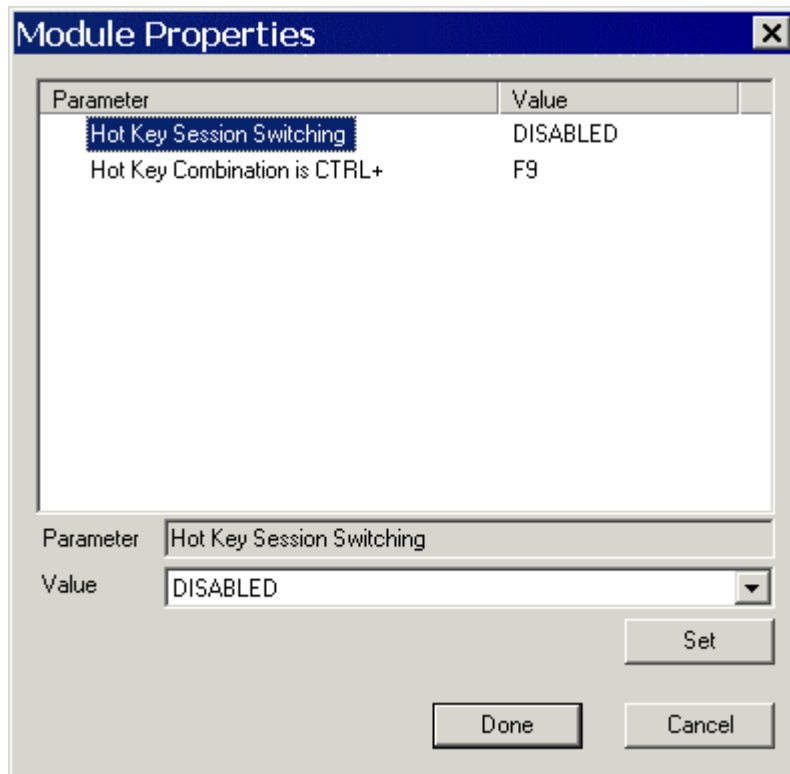 Module Properties
Parameter Value
Hot Key Session Switching DISABLED
Hot Key Combination is CTRL+ F9
Parameter Hot Key Session Switching
Value DISABLED
Set
Done Cancel